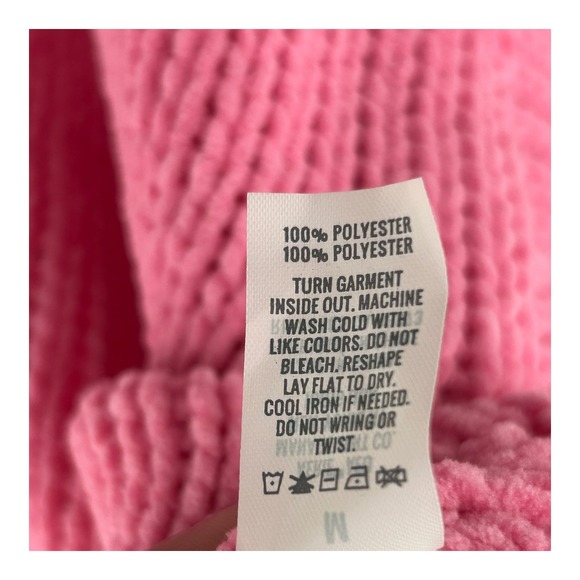 100% POLYESTER
100% POLYESTER
TURN GARMENT
INSIDE OUT. MACHINE
WASH COLD WITH
LIKE COLORS. DO NOT
BLEACH. RESHAPE
LAY FLAT TO DRY.
COOL IRON IF NEEDED.
DO NOT WRING OR
TWIST.
M